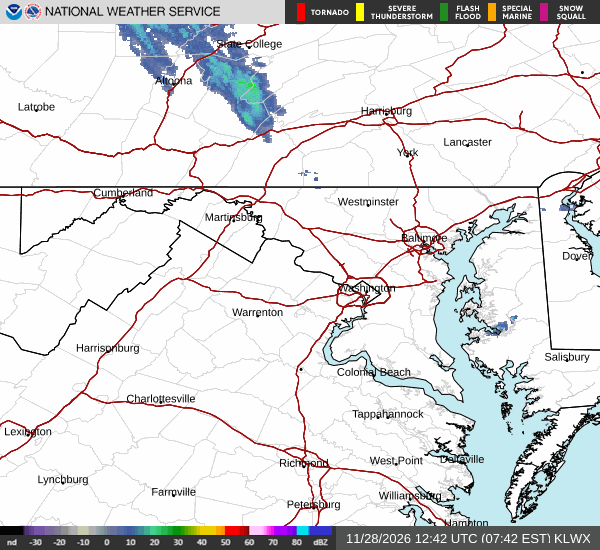 NATIONAL WEATHER SERVICE
TORNADO
SEVERE THUNDERSTORM
FLASH FLOOD
SPECIAL MARINE
SNOW SQUALL
State College
Altoona
Latrobe
Harrisburg
Lancaster
York
Cumberland
Westminster
Martinsburg
Baltimore
Dover
Washington
Warrenton
Harrisonburg
Salisbury
Colonial Beach
Charlottesville
Tappahannock
Lexington
Richmond
West Point
Deltaville
Lynchburg
Farmville
Williamsburg
Petersburg
Hampton
nd -30 -20 -10 0 10 20 30 40 50 60 70 80 dBZ
11/28/2026 12:42 UTC (07:42 EST) KLWX